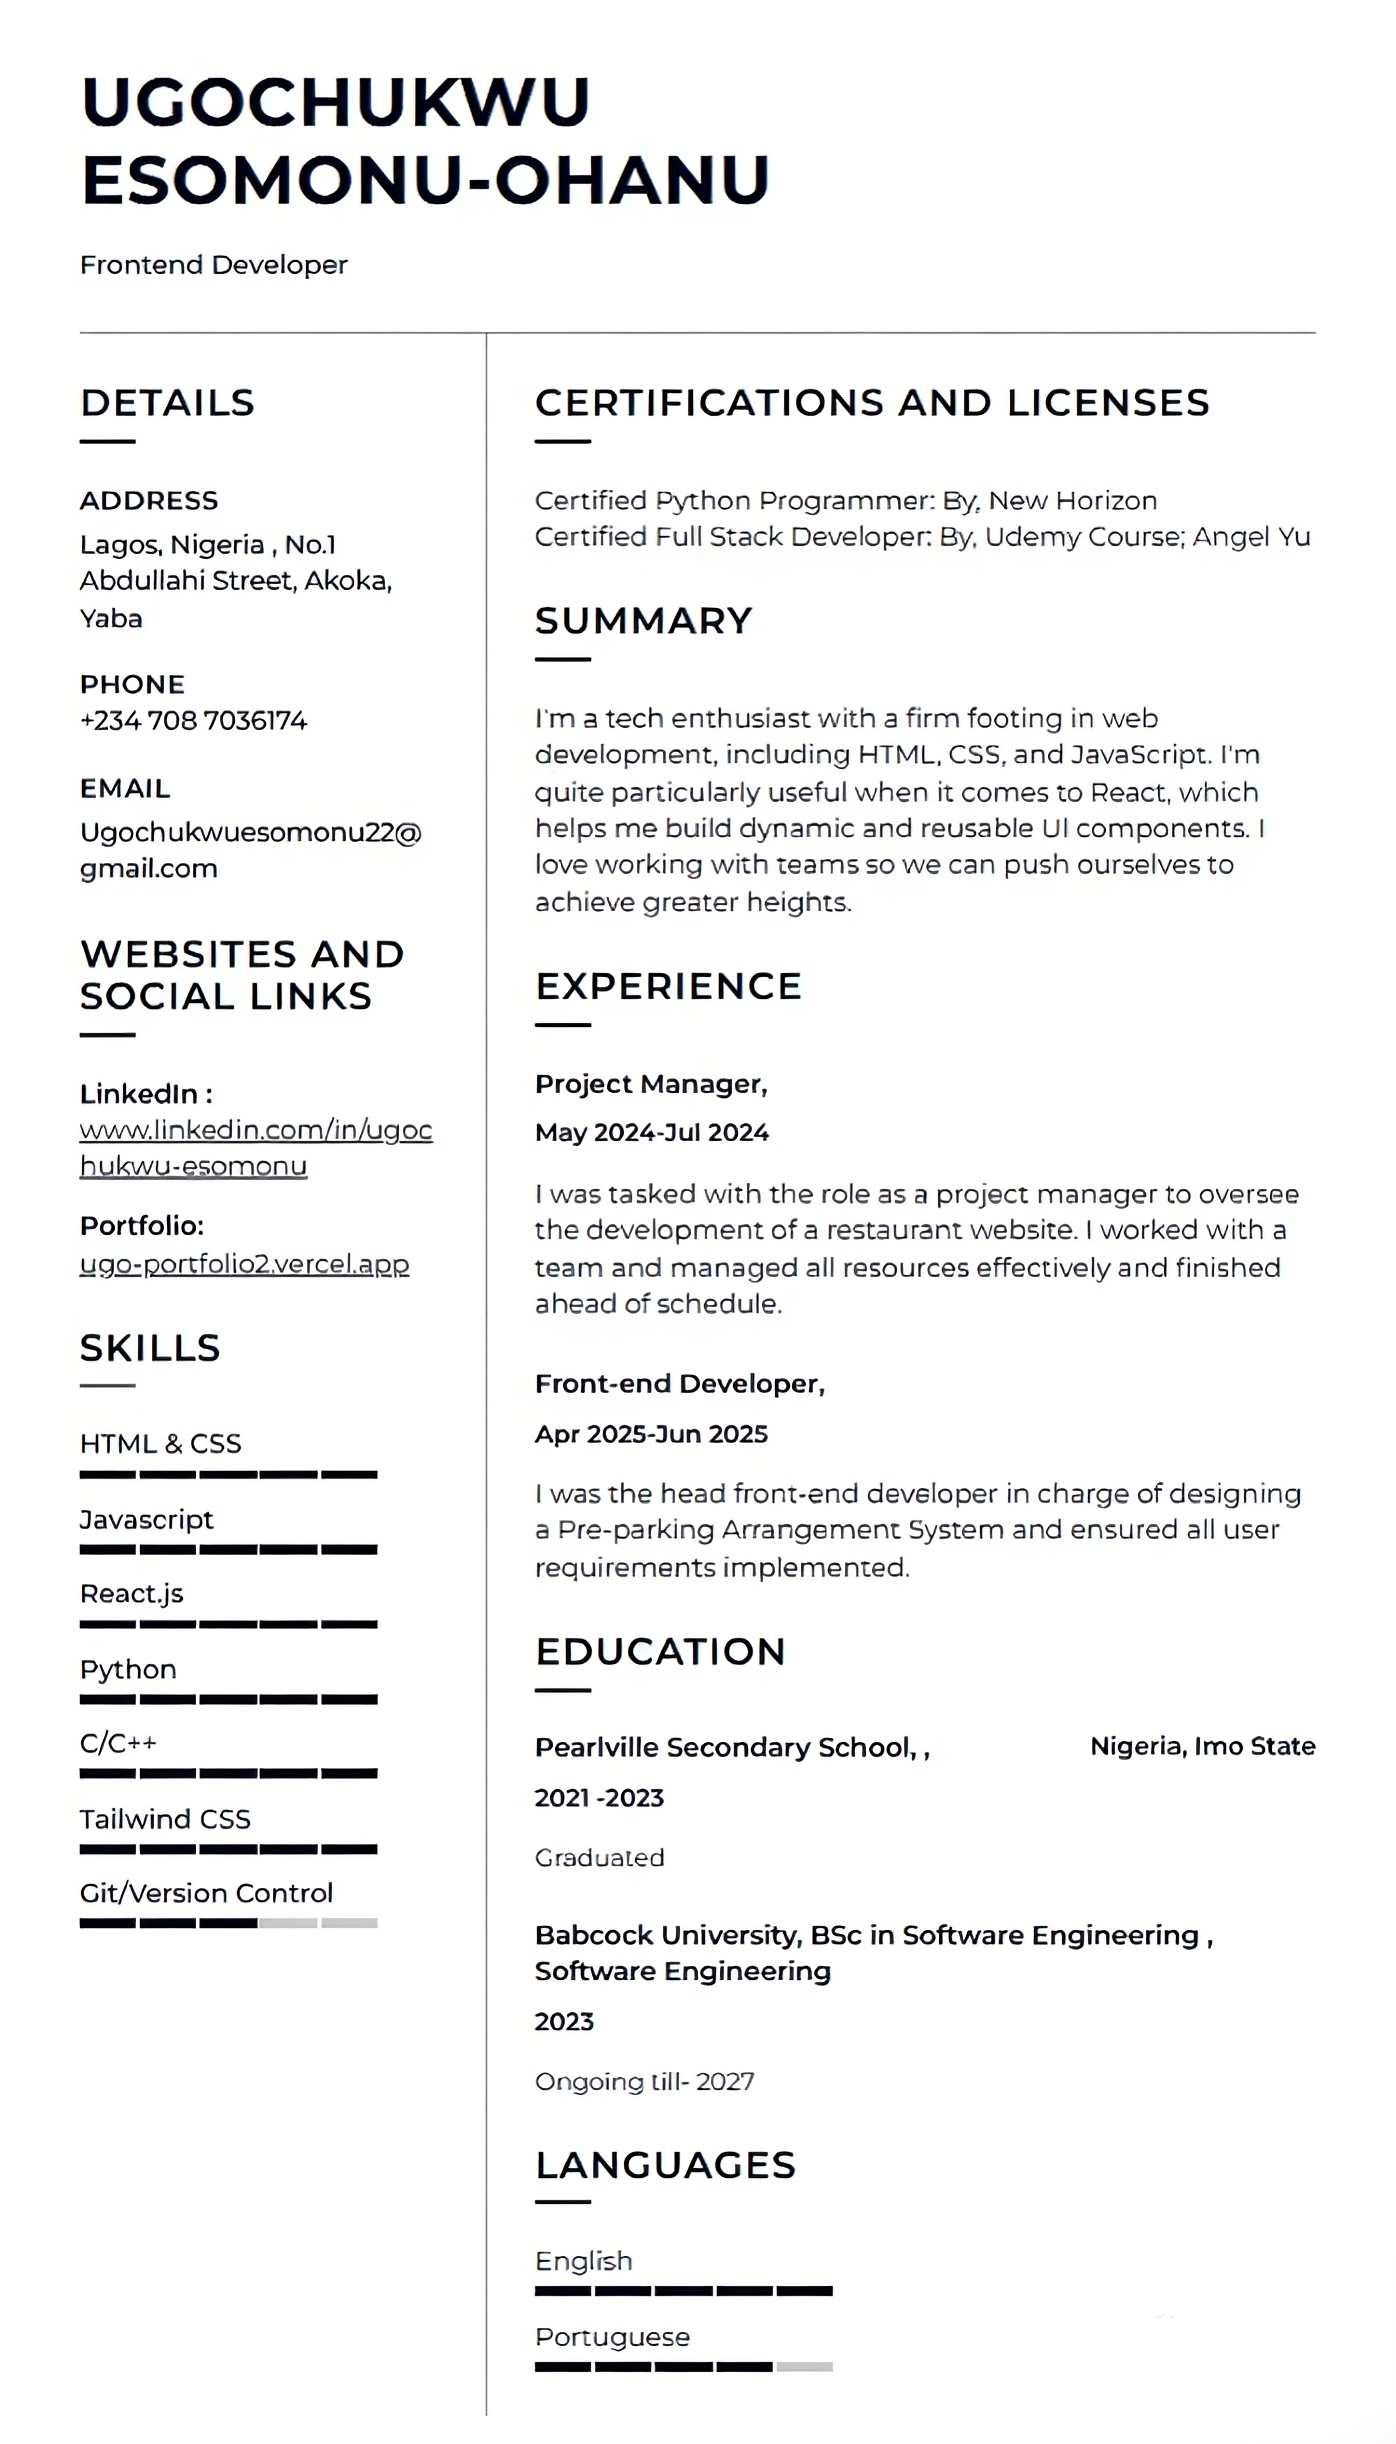 UGOCHUKWU
ESOMONU-OHANU
Frontend Developer
DETAILS
ADDRESS
Lagos, Nigeria , No.1
Abdullahi Street, Akoka,
Yaba
PHONE
+234 708 7036174
EMAIL
Ugochukwuesomonu22@
gmail.com
WEBSITES AND
SOCIAL LINKS
LinkedIn :
www.linkedin.com/in/ugoc
hukwu-esomonu
Portfolio:
ugo-portfolio2.vercel.app
SKILLS
HTML & CSS
Javascript
React.js
Python
C/C++
Tailwind CSS
Git/Version Control
CERTIFICATIONS AND LICENSES
Certified Python Programmer: By, New Horizon
Certified Full Stack Developer: By, Udemy Course; Angel Yu
SUMMARY
I'm a tech enthusiast with a firm footing in web
development, including HTML, CSS, and JavaScript. I'm
quite particularly useful when it comes to React, which
helps me build dynamic and reusable UI components. I
love working with teams so we can push ourselves to
achieve greater heights.
EXPERIENCE
Project Manager,
May 2024-Jul 2024
I was tasked with the role as a project manager to oversee
the development of a restaurant website. I worked with a
team and managed all resources effectively and finished
ahead of schedule.
Front-end Developer,
Apr 2025-Jun 2025
I was the head front-end developer in charge of designing
a Pre-parking Arrangement System and ensured all user
requirements implemented.
EDUCATION
Pearlville Secondary School, , Nigeria, Imo State
2021 -2023
Graduated
Babcock University, BSc in Software Engineering ,
Software Engineering
2023
Ongoing till- 2027
LANGUAGES
English
Portuguese